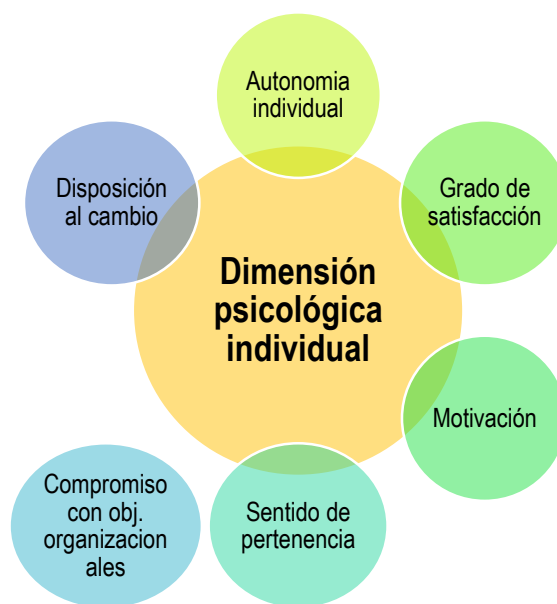 Autonomia
individual
Disposición
al cambio
Grado de
satisfacción
Dimensión
psicológica
individual
Motivación
Compromiso
con obj.
organizacion
ales
Sentido de
pertenencia